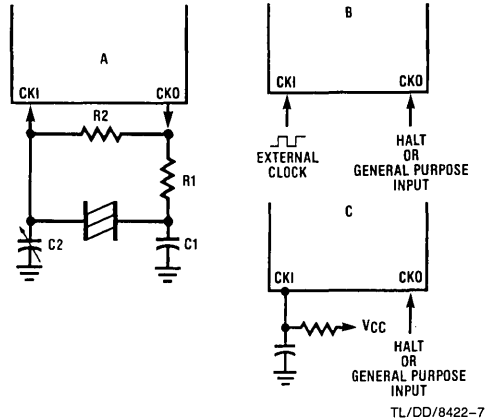 A
CKI
CKO
R2
R1
C2
C1
B
CKI
CKO
EXTERNAL
CLOCK
HALT
OR
GENERAL PURPOSE
INPUT
C
CKI
CKO
VCC
HALT
OR
GENERAL PURPOSE
INPUT
TL/DD/8422-7